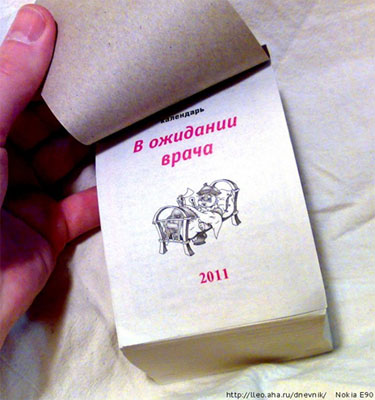 календарь
В ожидании
врача
2011
http://lleo.aha.ru/dnevnik/ Nokia E90